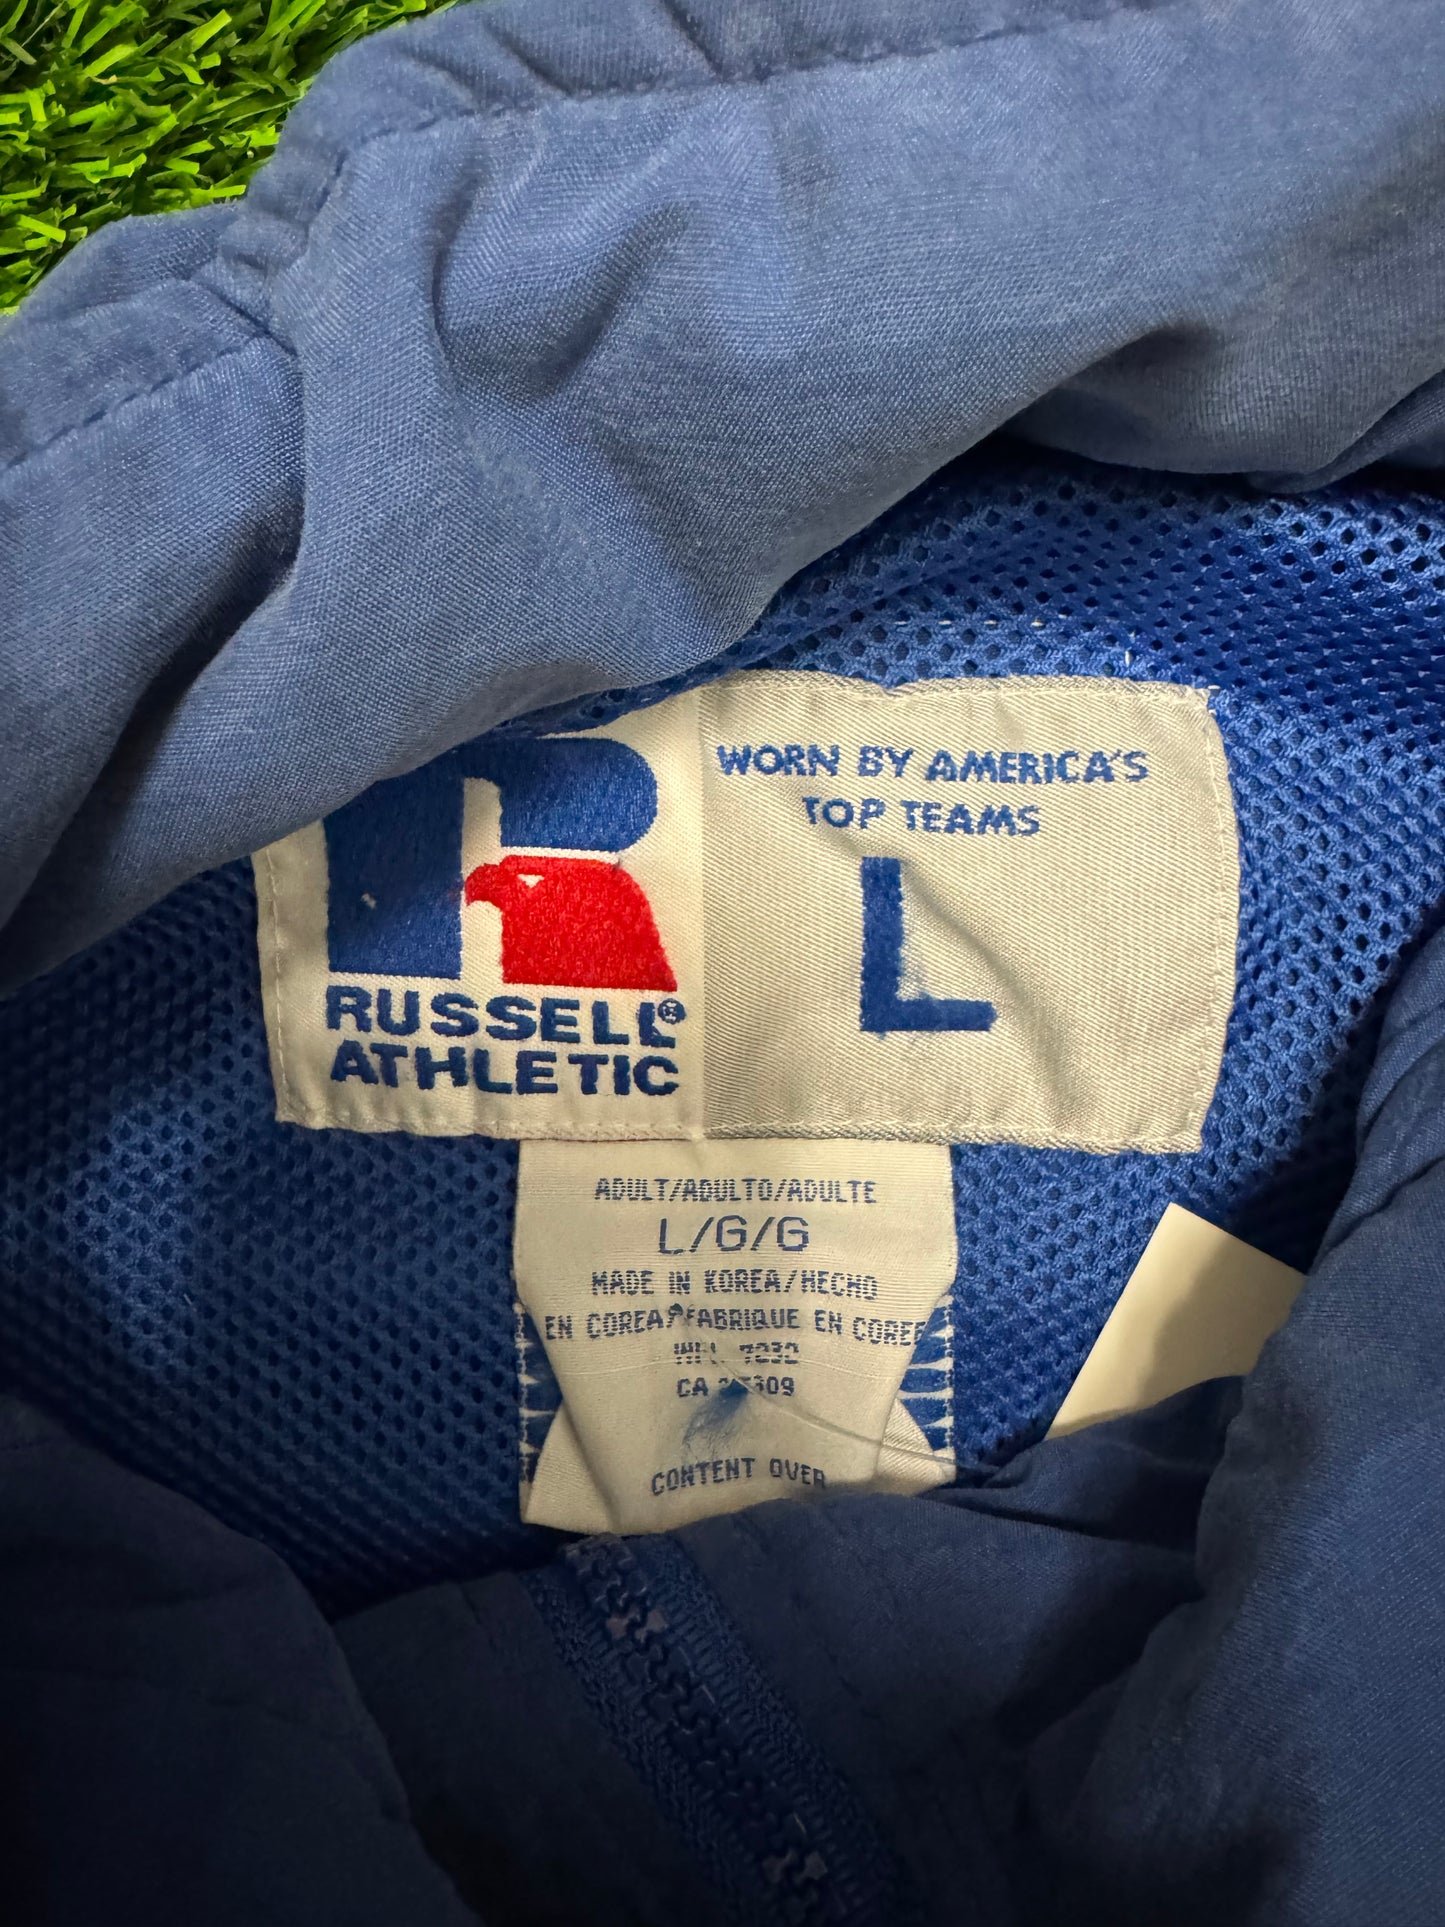 WORN BY AMERICA'S
TOP TEAMS
L
R
RUSSELL®
ATHLETIC
ADULT/ADULTO/ADULTE
L/G/G
MADE IN KOREA/HECHO
EN COREA/FABRIQUE EN COREE
CA
CONTENT OVER